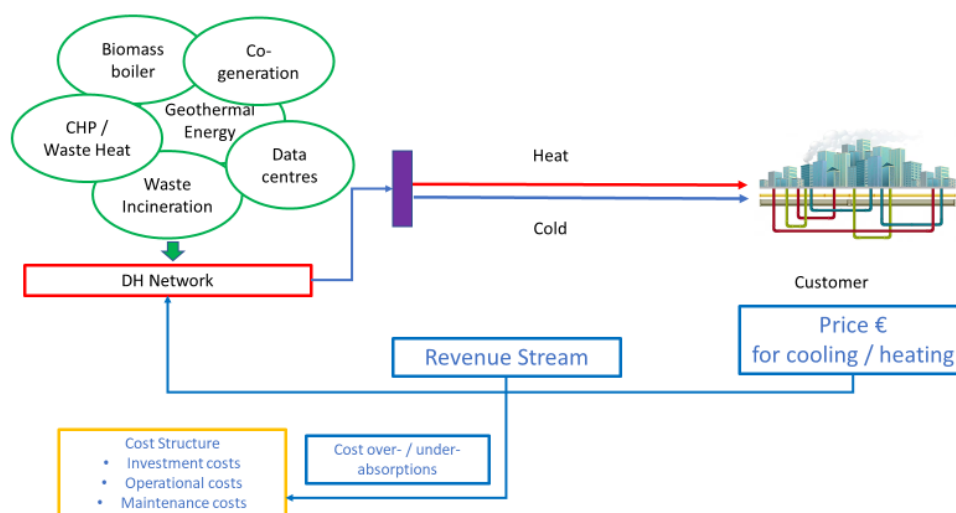 Biomass
boiler
Co-
generation
Geothermal
Energy
CHP /
Waste Heat
Data
centres
Waste
Incineration
Heat
Cold
DH Network
Customer
Price €
for cooling / heating
Revenue Stream
Cost Structure
• Investment costs
• Operational costs
• Maintenance costs
Cost over- / under-
absorptions